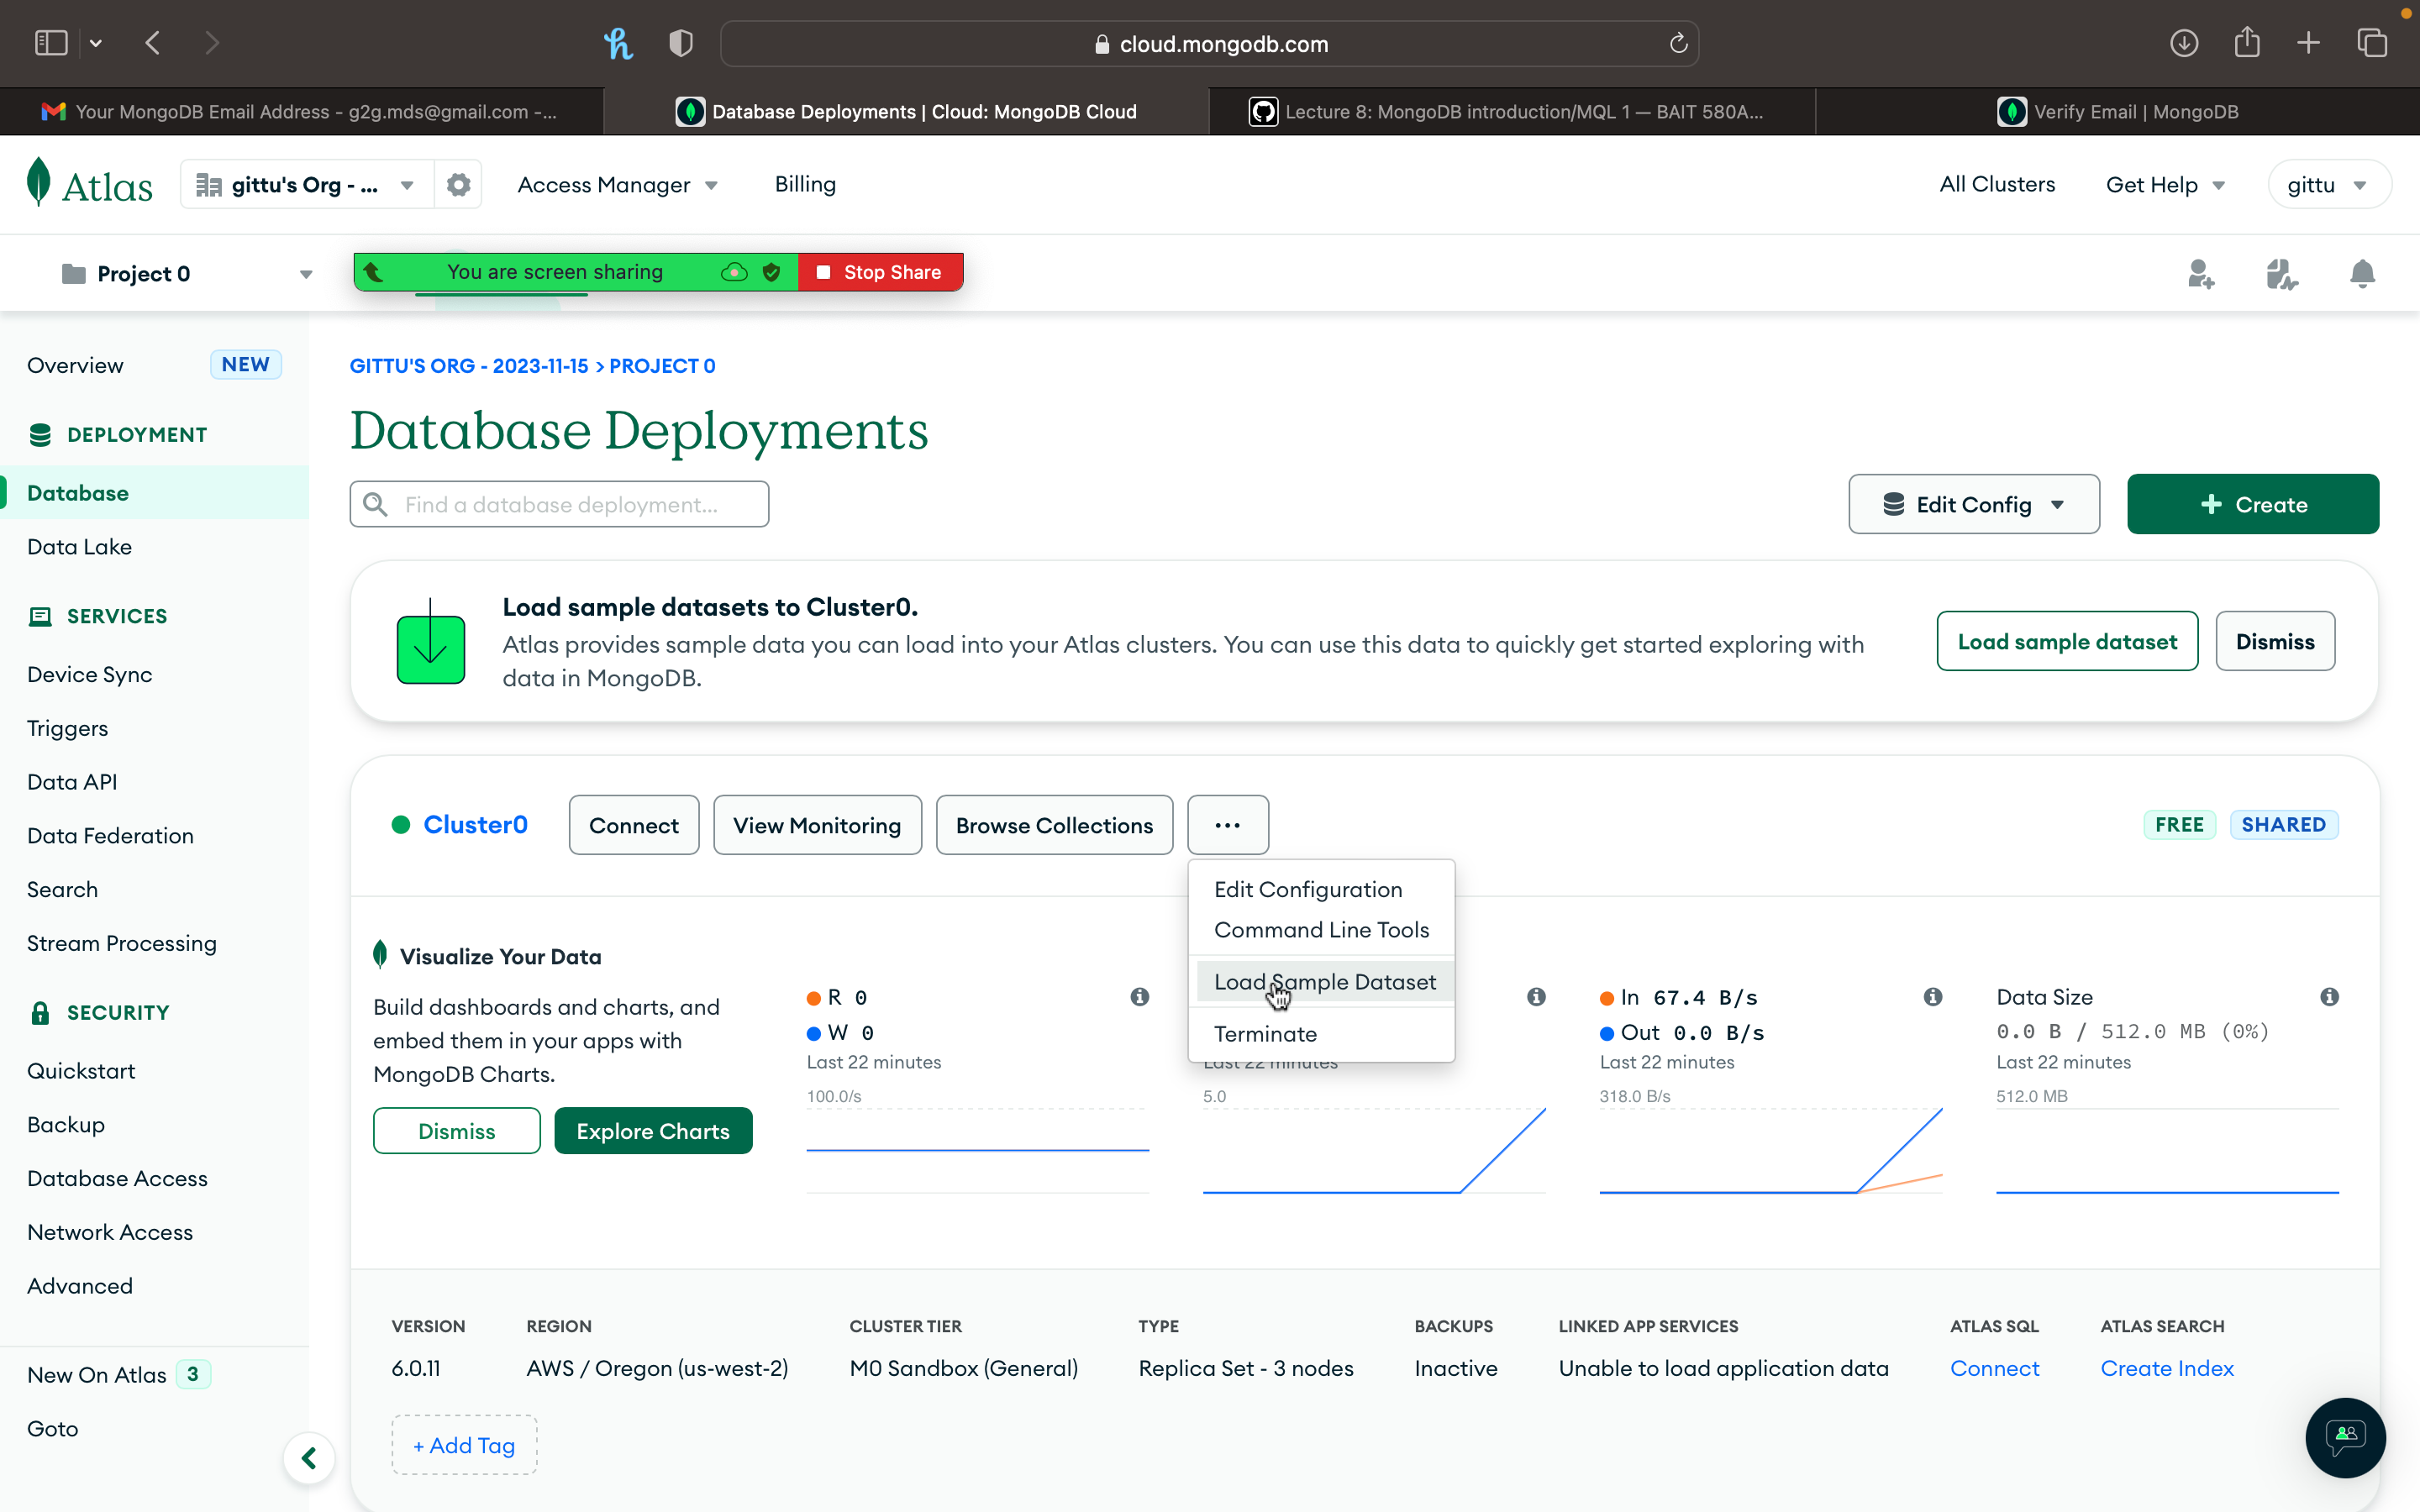 cloud.mongodb.com
Your MongoDB Email Address - g2g.mds@gmail.com -...
Database Deployments | Cloud: MongoDB Cloud
Lecture 8: MongoDB introduction/MQL 1 — BAIT 580A...
Verify Email | MongoDB
Atlas
gittu's Org - ...
Access Manager
Billing
All Clusters
Get Help
gittu
Project 0
You are screen sharing
Stop Share
Overview
NEW
DEPLOYMENT
Database
Data Lake
SERVICES
Device Sync
Triggers
Data API
Data Federation
Search
Stream Processing
SECURITY
Quickstart
Backup
Database Access
Network Access
Advanced
New On Atlas 3
Goto
GITTU'S ORG - 2023-11-15 > PROJECT 0
Database Deployments
Find a database deployment...
Edit Config
+ Create
Load sample datasets to Cluster0.
Atlas provides sample data you can load into your Atlas clusters. You can use this data to quickly get started exploring with
data in MongoDB.
Load sample dataset
Dismiss
Cluster0
Connect
View Monitoring
Browse Collections
...
FREE
SHARED
Edit Configuration
Command Line Tools
Load Sample Dataset
Terminate
Visualize Your Data
Build dashboards and charts, and
embed them in your apps with
MongoDB Charts.
Dismiss
Explore Charts
R 0
W 0
Last 22 minutes
100.0/s
Last 22 minutes
5.0
In 67.4 B/s
Out 0.0 B/s
Last 22 minutes
318.0 B/s
Data Size
0.0 B / 512.0 MB (0%)
Last 22 minutes
512.0 MB
VERSION
6.0.11
REGION
AWS / Oregon (us-west-2)
CLUSTER TIER
M0 Sandbox (General)
TYPE
Replica Set - 3 nodes
BACKUPS
Inactive
LINKED APP SERVICES
Unable to load application data
ATLAS SQL
Connect
ATLAS SEARCH
Create Index
+ Add Tag